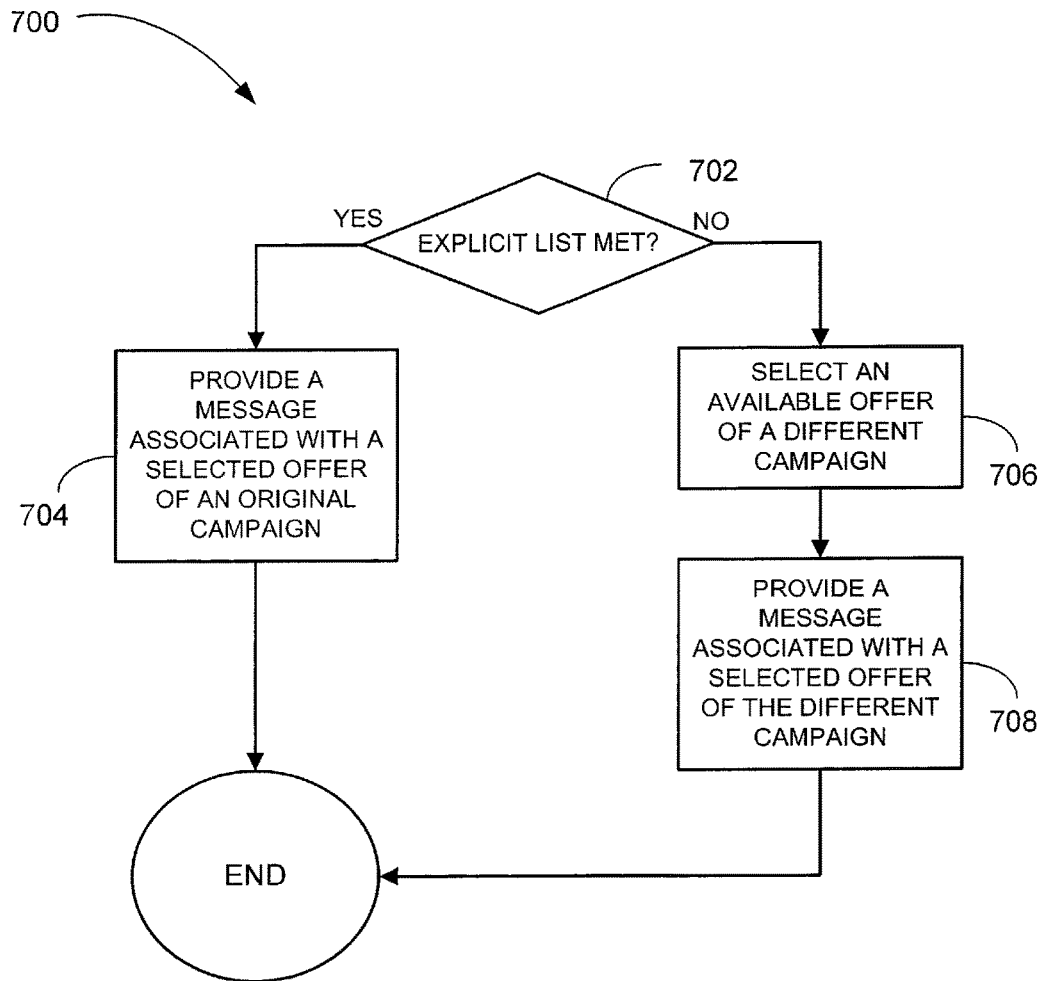 700
702
YES
NO
EXPLICIT LIST MET?
PROVIDE A
MESSAGE
ASSOCIATED WITH A
SELECTED OFFER
OF AN ORIGINAL
CAMPAIGN
704
SELECT AN
AVAILABLE OFFER
OF A DIFFERENT
CAMPAIGN
706
PROVIDE A
MESSAGE
ASSOCIATED WITH A
SELECTED OFFER
OF THE DIFFERENT
CAMPAIGN
708
END